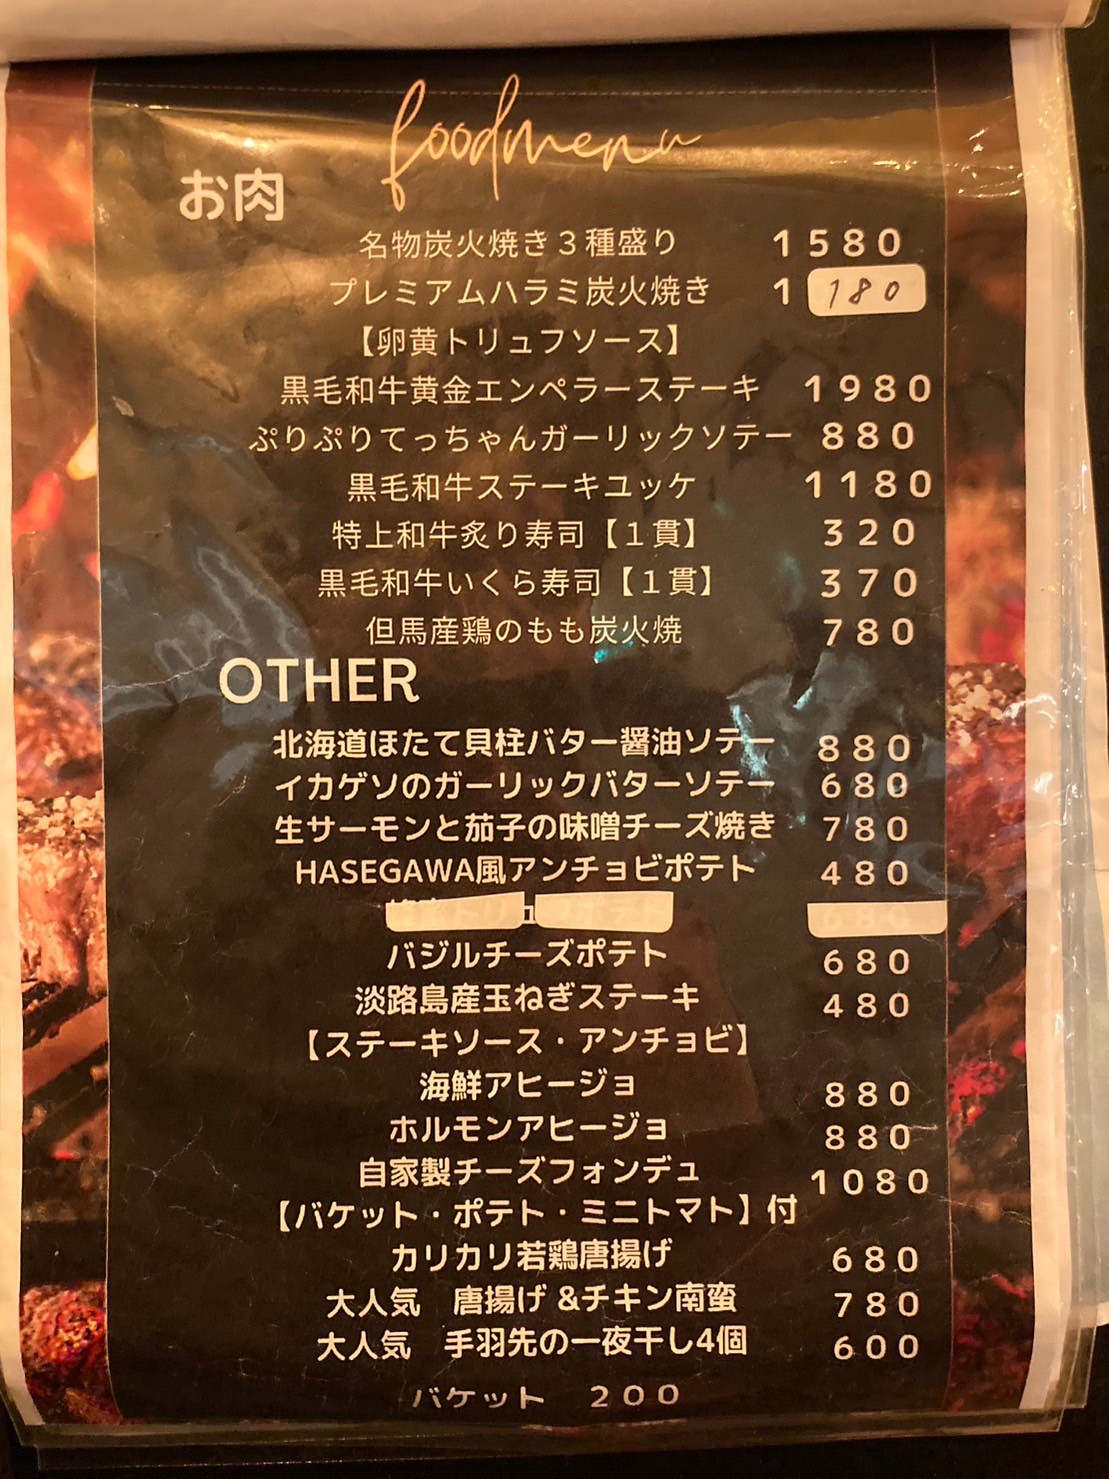 foodmenu
お肉
名物炭火焼き3種盛り 1580
プレミアムハラミ炭火焼き 1180
【卵黄トリュフソース】
黒毛和牛黄金エンペラーステーキ 1980
ぷりぷりてっちゃんガーリックソテー 880
黒毛和牛ステーキユッケ 1180
特上和牛炙り寿司【1貫】 320
黒毛和牛いくら寿司【1貫】 370
但馬産鶏のもも炭火焼 780
OTHER
北海道ほたて貝柱バター醤油ソテー 880
イカゲソのガーリックバターソテー 680
生サーモンと茄子の味噌チーズ焼き 780
HASEGAWA風アンチョビポテト 480
バジルチーズポテト 680
淡路島産玉ねぎステーキ 480
【ステーキソース・アンチョビ】
海鮮アヒージョ 880
ホルモンアヒージョ 880
自家製チーズフォンデュ 1080
【バケット・ポテト・ミニトマト】付
カリカリ若鶏唐揚げ 680
大人気 唐揚げ &チキン南蛮 780
大人気 手羽先の一夜干し4個 600
バケット 200